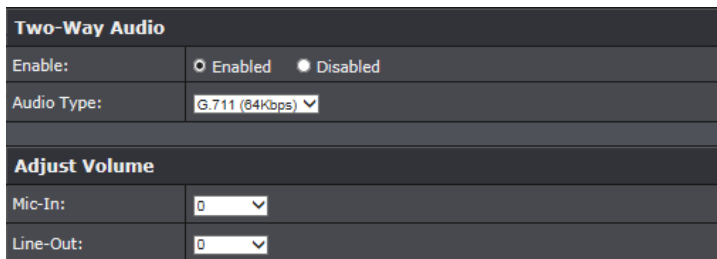 Two-Way Audio
Enable: Enabled Disabled
Audio Type: G.711 (64Kbps)
Adjust Volume
Mic-In: 0
Line-Out: 0